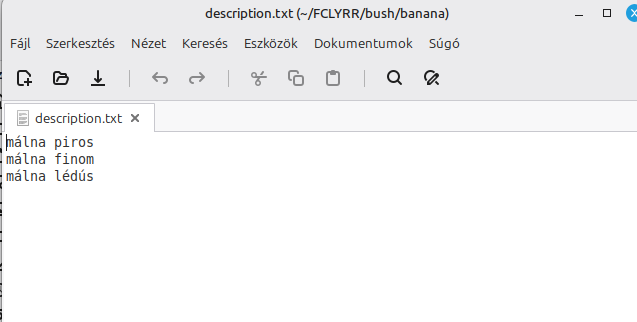 description.txt (~/FCLYRR/bush/banana)
Fájl Szerkesztés Nézet Keresés Eszközök Dokumentumok Súgó
description.txt
málna piros
málna finom
málna lédús